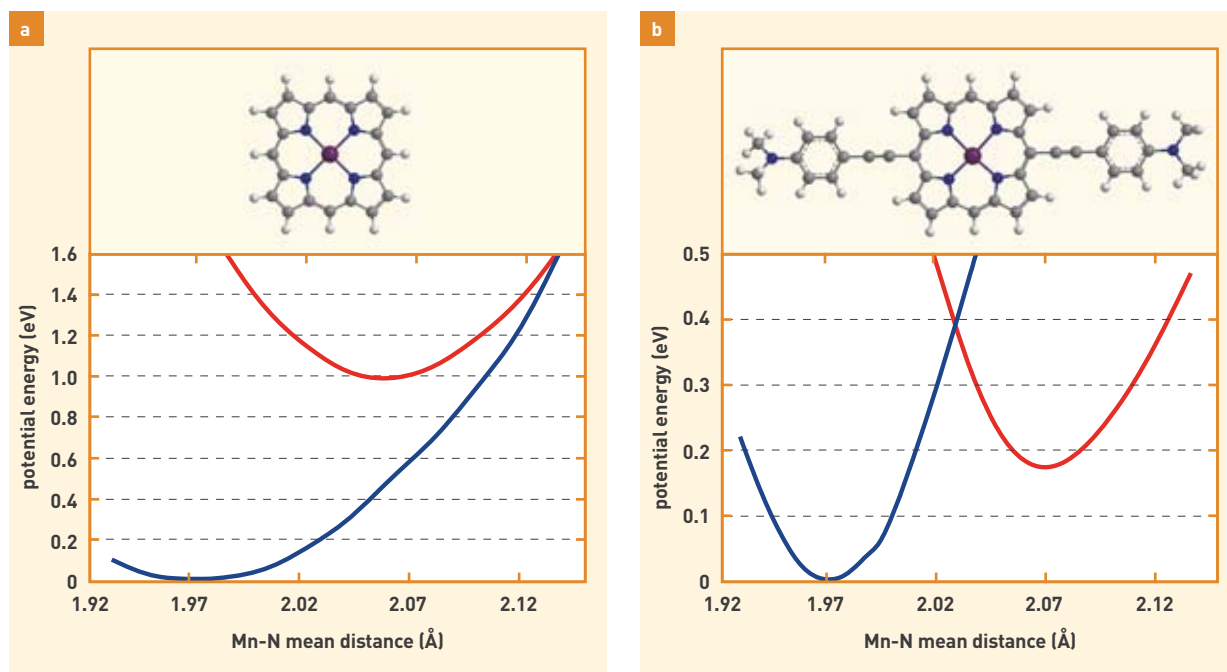 a
potential energy (eV)
1.6
1.4
1.2
1.0
0.8
0.6
0.4
0.2
0
1.92 1.97 2.02 2.07 2.12
Mn-N mean distance (Å)
b
potential energy (eV)
0.5
0.4
0.3
0.2
0.1
0
1.92 1.97 2.02 2.07 2.12
Mn-N mean distance (Å)